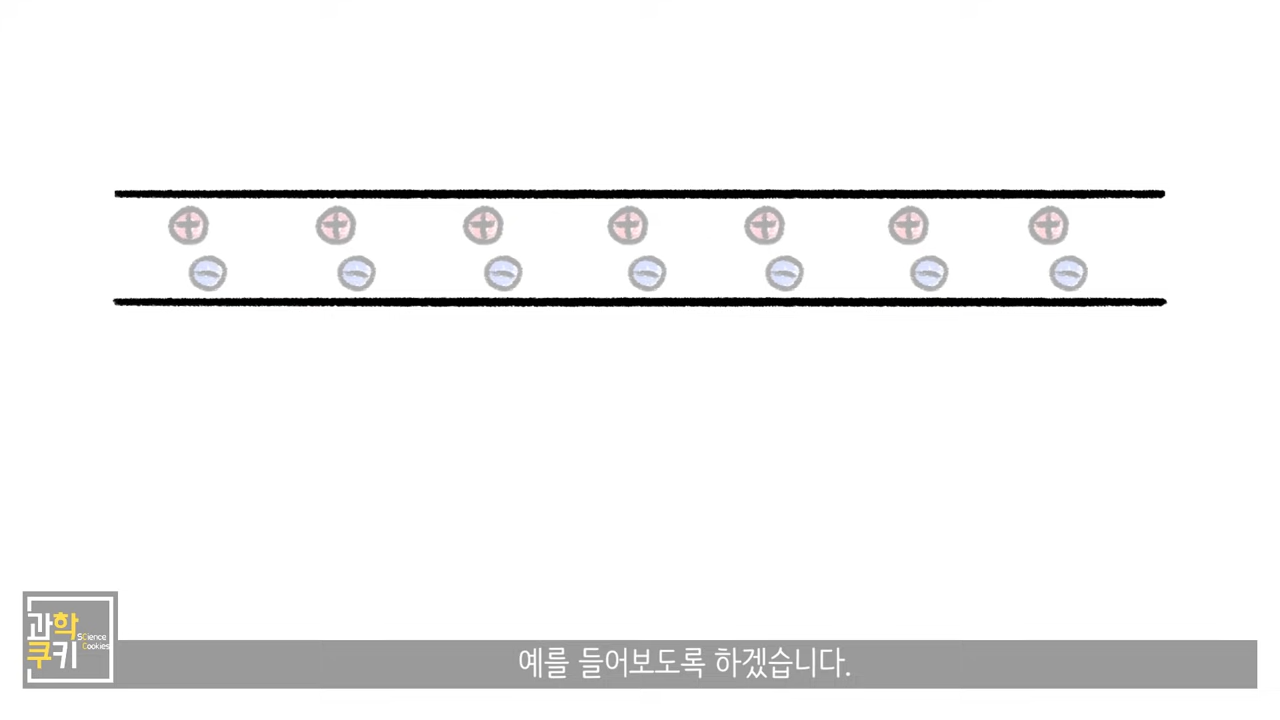 + + + + + + +
− − − − − − −
과학
쿠키
Science
Cookies
예를 들어보도록 하겠습니다.